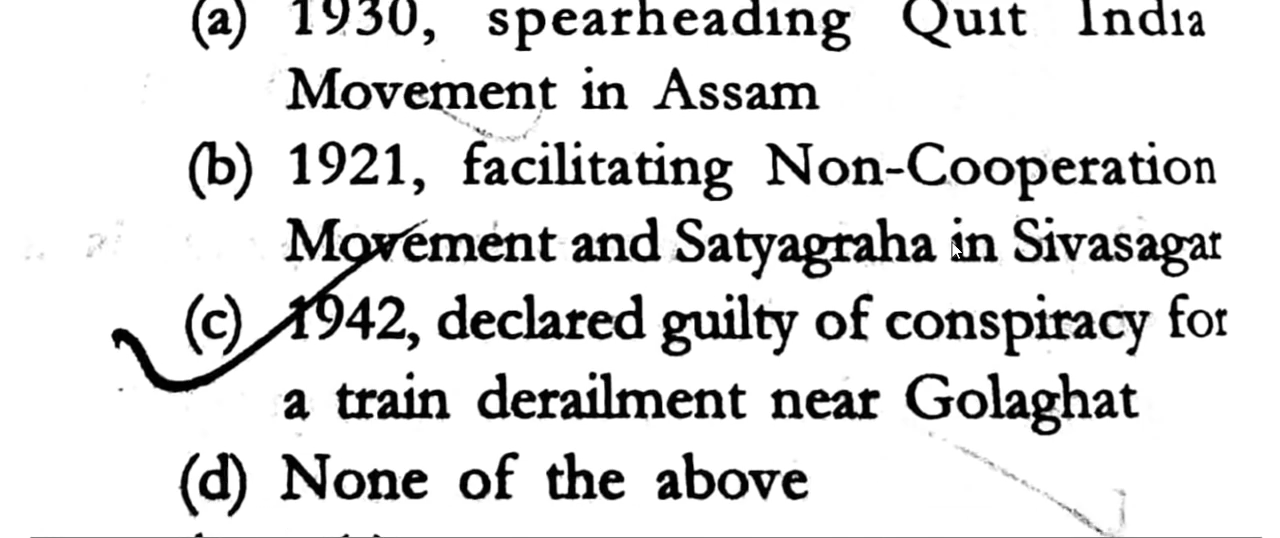 (a) 1930, spearheading Quit India
Movement in Assam
(b) 1921, facilitating Non-Cooperation
Movement and Satyagraha in Sivasagar
(c) 1942, declared guilty of conspiracy for
a train derailment near Golaghat
(d) None of the above